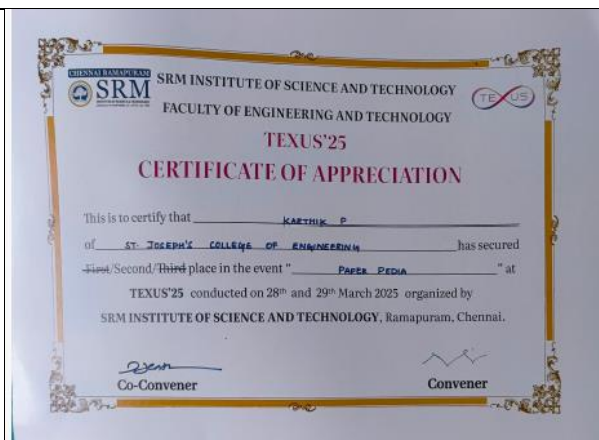 CHENNAI RAMAPURAM
SRM
SRM INSTITUTE OF SCIENCE AND TECHNOLOGY
TEXUS
FACULTY OF ENGINEERING AND TECHNOLOGY
TEXUS'25
CERTIFICATE OF APPRECIATION
This is to certify that KARTHIK P
of ST. JOSEPH'S COLLEGE OF ENGINEERING has secured
First/Second/Third place in the event "PAPER PEDIA" at
TEXUS'25 conducted on 28th and 29th March 2025 organized by
SRM INSTITUTE OF SCIENCE AND TECHNOLOGY, Ramapuram, Chennai.
Co-Convener
Convener